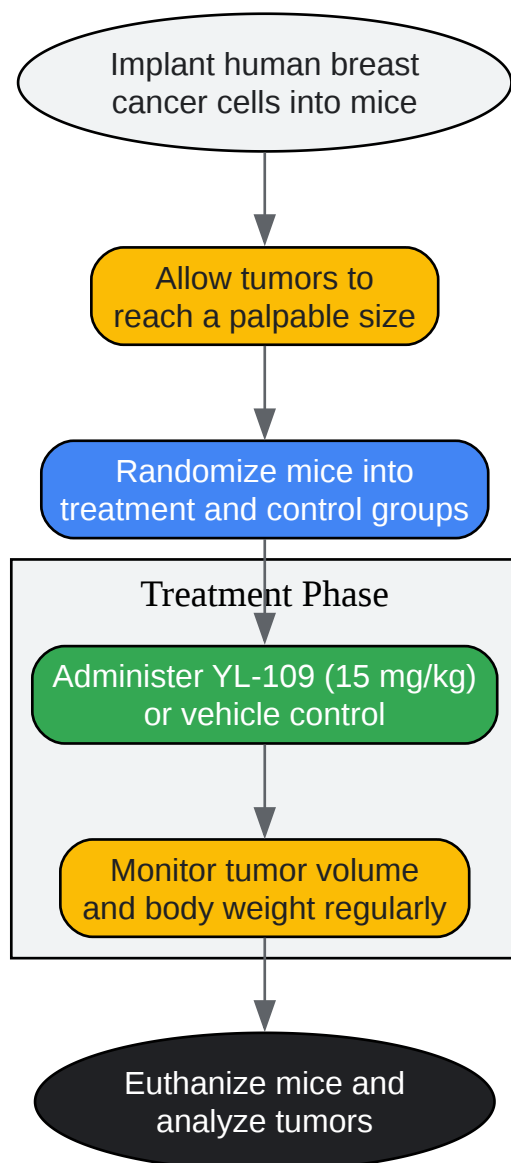 Implant human breast
cancer cells into mice
Allow tumors to
reach a palpable size
Randomize mice into
treatment and control groups
Treatment Phase
Administer YL-109 (15 mg/kg)
or vehicle control
Monitor tumor volume
and body weight regularly
Euthanize mice and
analyze tumors